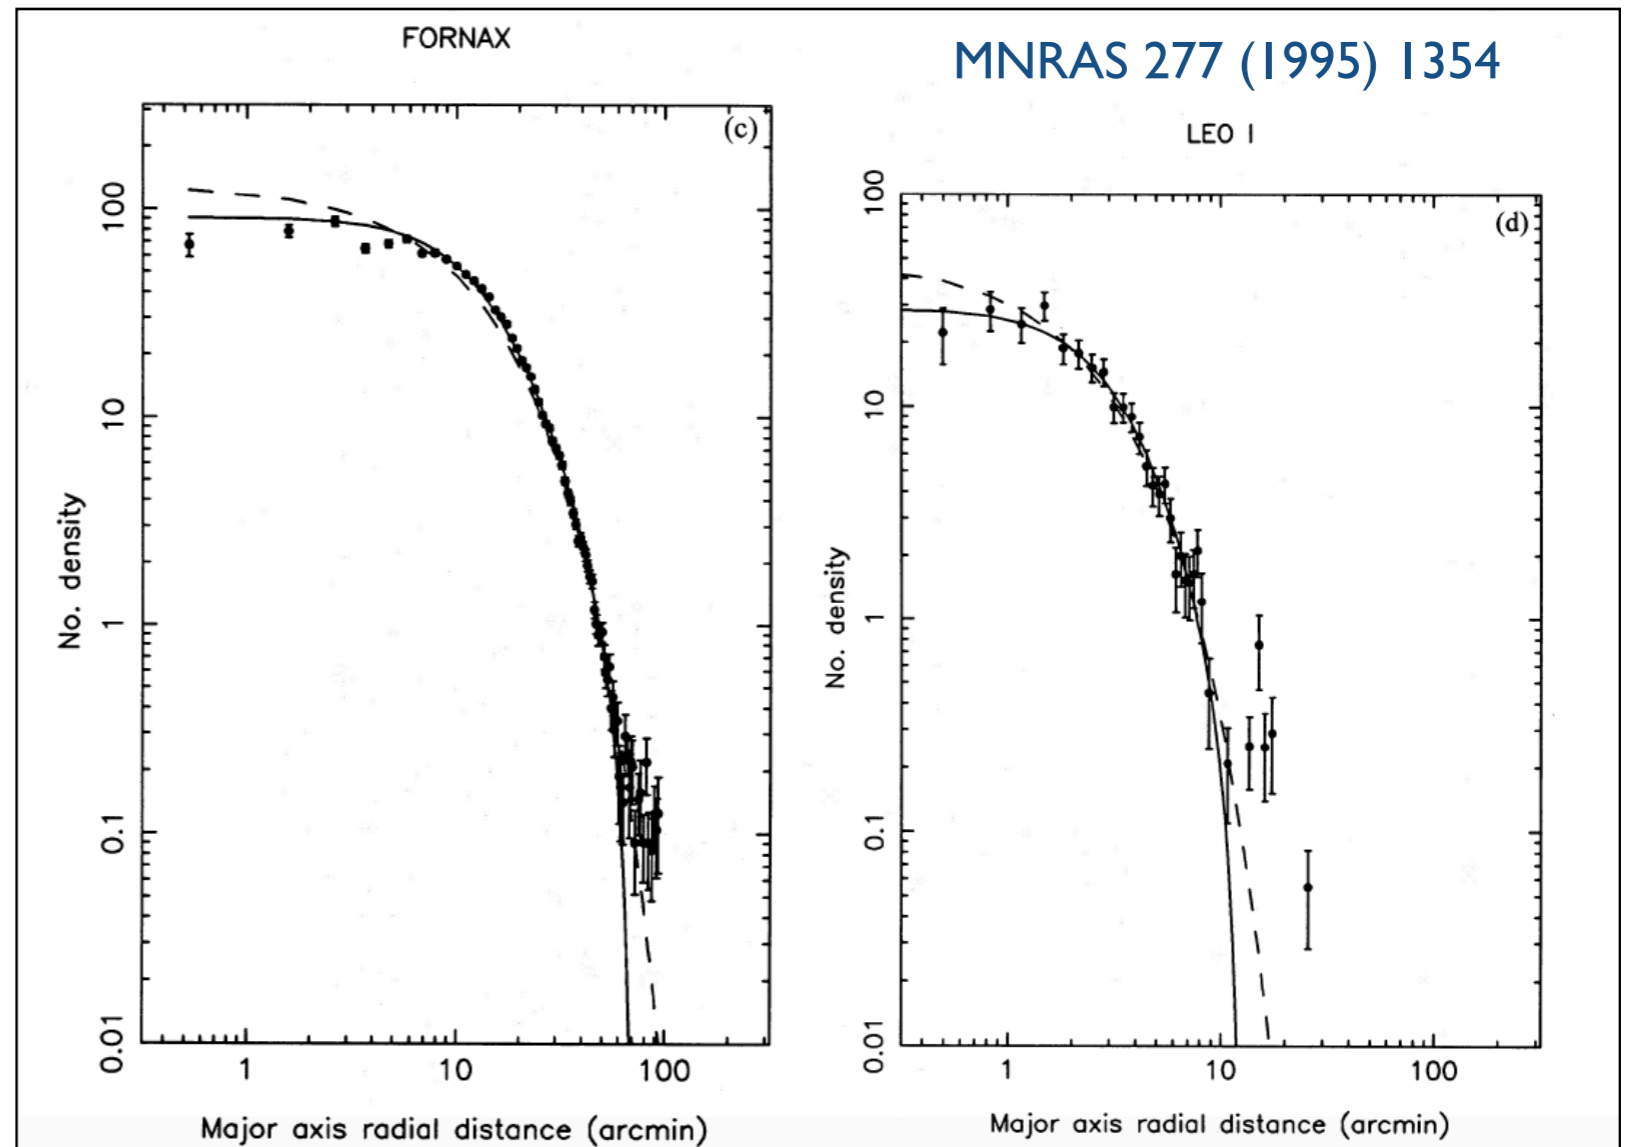 FORNAX
MNRAS 277 (1995) 1354
(c)
No. density
100
10
1
0.1
0.01
1 10 100
Major axis radial distance (arcmin)
LEO I
(d)
No. density
100
10
1
0.1
0.01
1 10 100
Major axis radial distance (arcmin)